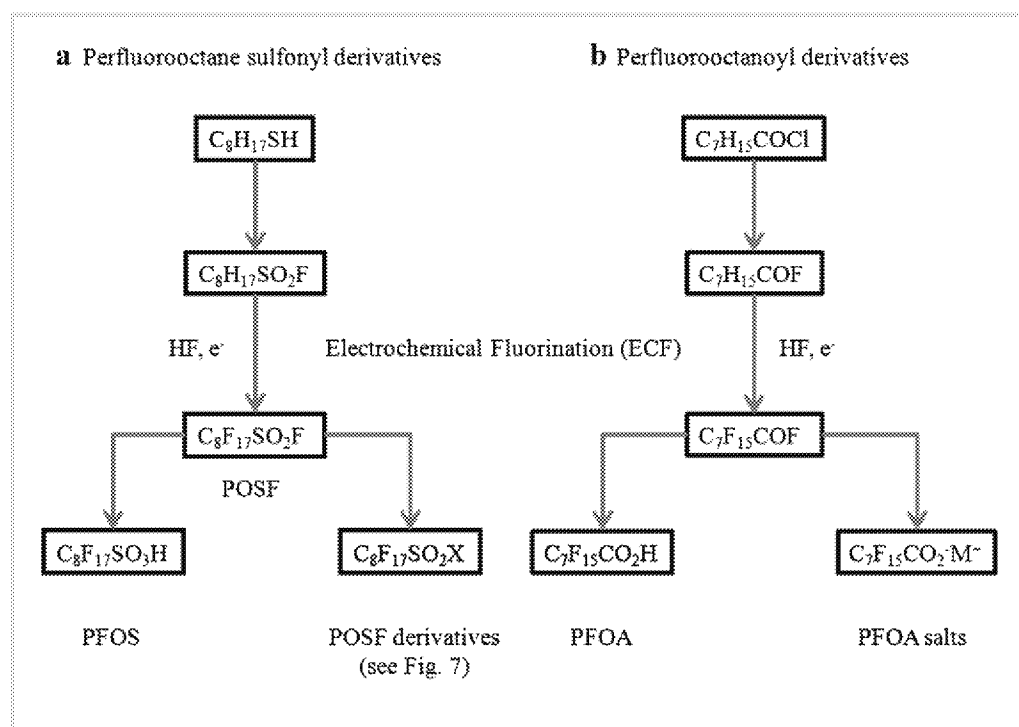 a Perfluorooctane sulfonyl derivatives
b Perfluorooctanoyl derivatives
C₈H₁₇SH
C₇H₁₅COCl
C₈H₁₇SO₂F
C₇H₁₅COF
HF, e⁻
Electrochemical Fluorination (ECF)
HF, e⁻
C₈F₁₇SO₂F
C₇F₁₅COF
POSF
C₈F₁₇SO₃H
C₈F₁₇SO₂X
C₇F₁₅CO₂H
C₇F₁₅CO₂⁻M⁺
PFOS
POSF derivatives
(see Fig. 7)
PFOA
PFOA salts